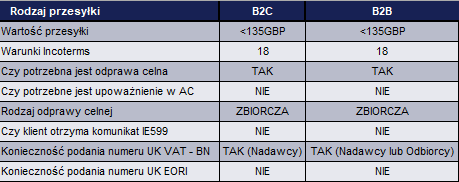 Rodzaj przesyłki B2C B2B
Wartość przesyłki <135GBP <135GBP
Warunki Incoterms 18 18
Czy potrzebna jest odprawa celna TAK TAK
Czy potrzebne jest upoważnienie w AC NIE NIE
Rodzaj odprawy celnej ZBIORCZA ZBIORCZA
Czy klient otrzyma komunikat IE599 NIE NIE
Konieczność podania numeru UK VAT - BN TAK (Nadawcy) TAK (Nadawcy lub Odbiorcy)
Konieczność podania numeru UK EORI NIE NIE